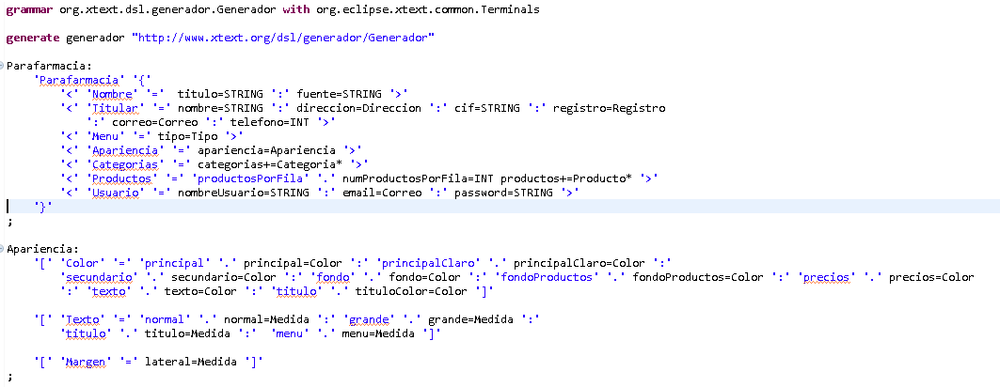 grammar org.xtext.dsl.generador.Generador with org.eclipse.xtext.common.Terminals
generate generador "http://www.xtext.org/dsl/generador/Generador"
Parafarmacia:
'Parafarmacia' '{'
'<' 'Nombre' '=' titulo=STRING ':' fuente=STRING '>'
'<' 'Titular' '=' nombre=STRING ':' direccion=Direccion ':' cif=STRING ':' registro=Registro
':' correo=Correo ':' telefono=INT '>'
'<' 'Menu' '=' tipo=Tipo '>'
'<' 'Apariencia' '=' apariencia=Apariencia '>'
'<' 'Categorias' '=' categorias+=Categoria* '>'
'<' 'Productos' '=' 'productosPorFila' '.' numProductosPorFila=INT productos+=Producto* '>'
'<' 'Usuario' '=' nombreUsuario=STRING ':' email=Correo ':' password=STRING '>'
'}'
;
Apariencia:
'[' 'Color' '=' 'principal' '.' principal=Color ':' 'principalClaro' '.' principalClaro=Color ':'
'secundario' '.' secundario=Color ':' 'fondo' '.' fondo=Color ':' 'fondoProductos' '.' fondoProductos=Color ':' 'precios' '.' precios=Color
':' 'texto' '.' texto=Color ':' 'titulo' '.' tituloColor=Color ']'
'[' 'Texto' '=' 'normal' '.' normal=Medida ':' 'grande' '.' grande=Medida ':'
'titulo' '.' titulo=Medida ':' 'menu' '.' menu=Medida ']'
'[' 'Margen' '=' lateral=Medida ']'
;